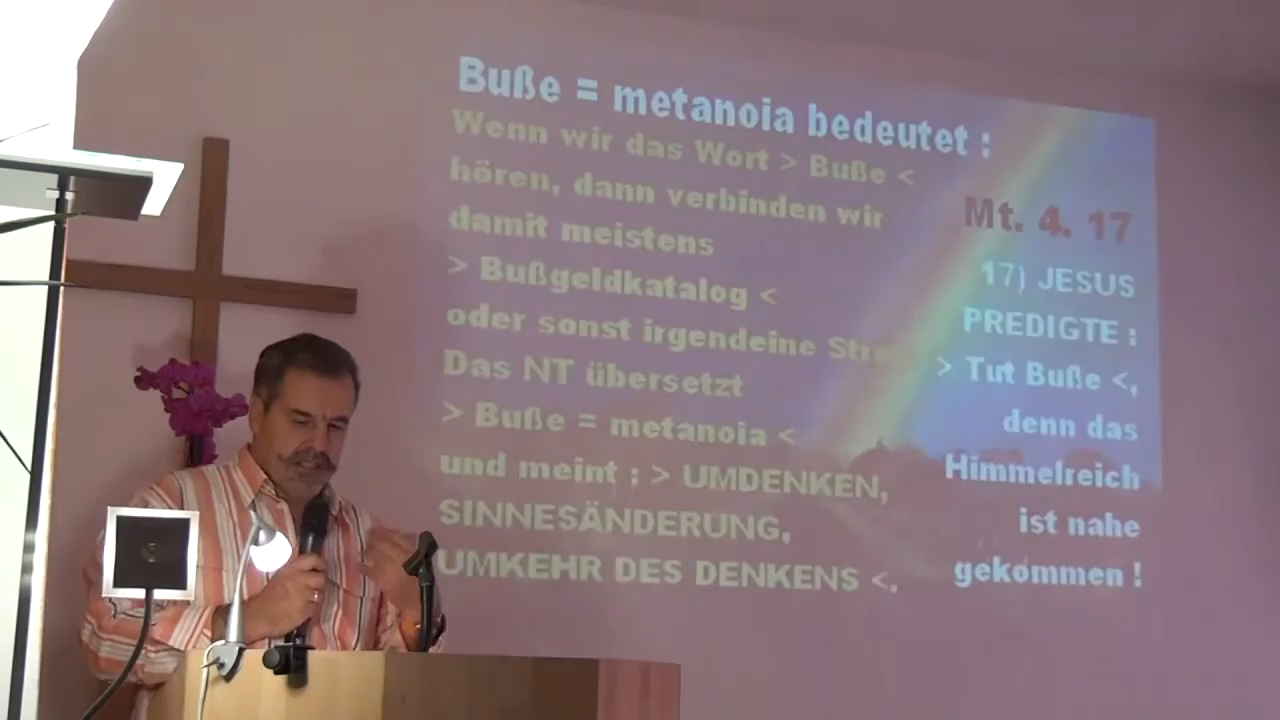 Buße = metanoia bedeutet :
Wenn wir das Wort > Buße <
hören, dann verbinden wir
damit meistens
> Bußgeldkatalog <
oder sonst irgendeine
Das NT übersetzt
> Buße = metanoia <
und meint : > UMDENKEN,
SINNESÄNDERUNG,
UMKEHR DES DENKENS <.
Mt. 4. 17
17) JESUS
PREDIGTE :
> Tut Buße <,
denn das
Himmelreich
ist nahe
gekommen !